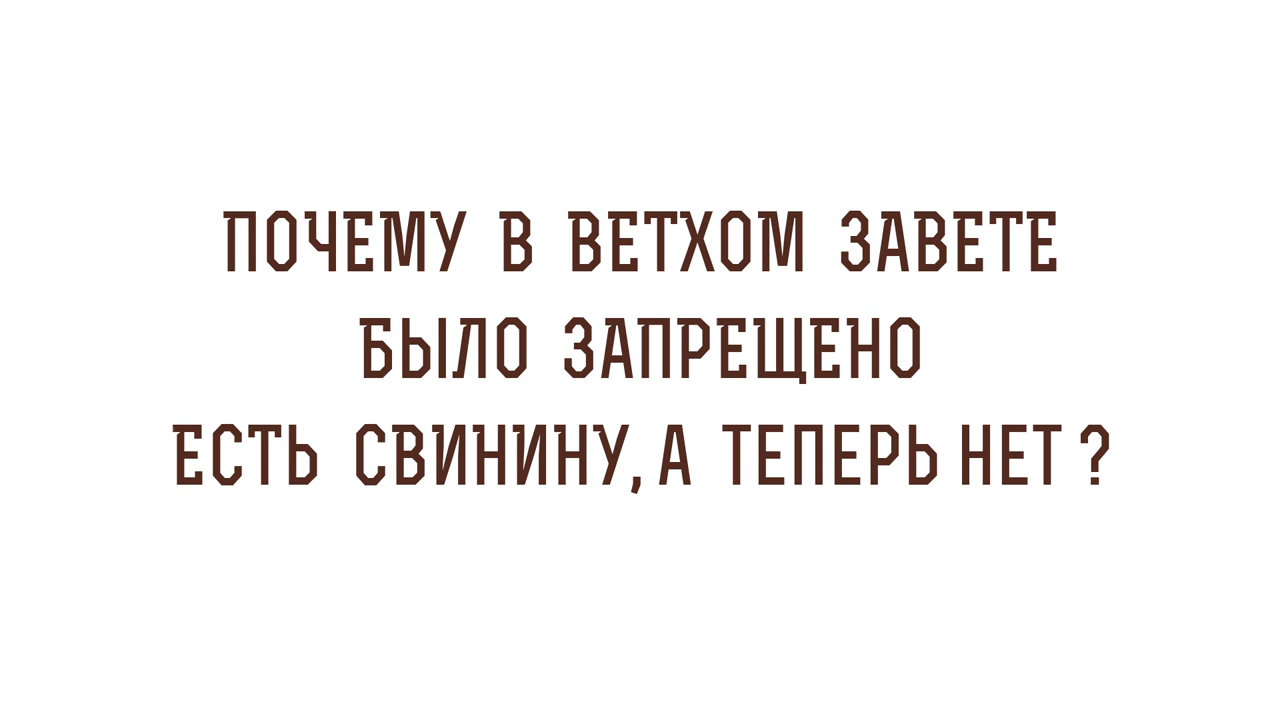 ПОЧЕМУ В ВЕТХОМ ЗАВЕТЕ
БЫЛО ЗАПРЕЩЕНО
ЕСТЬ СВИНИНУ, А ТЕПЕРЬ НЕТ ?